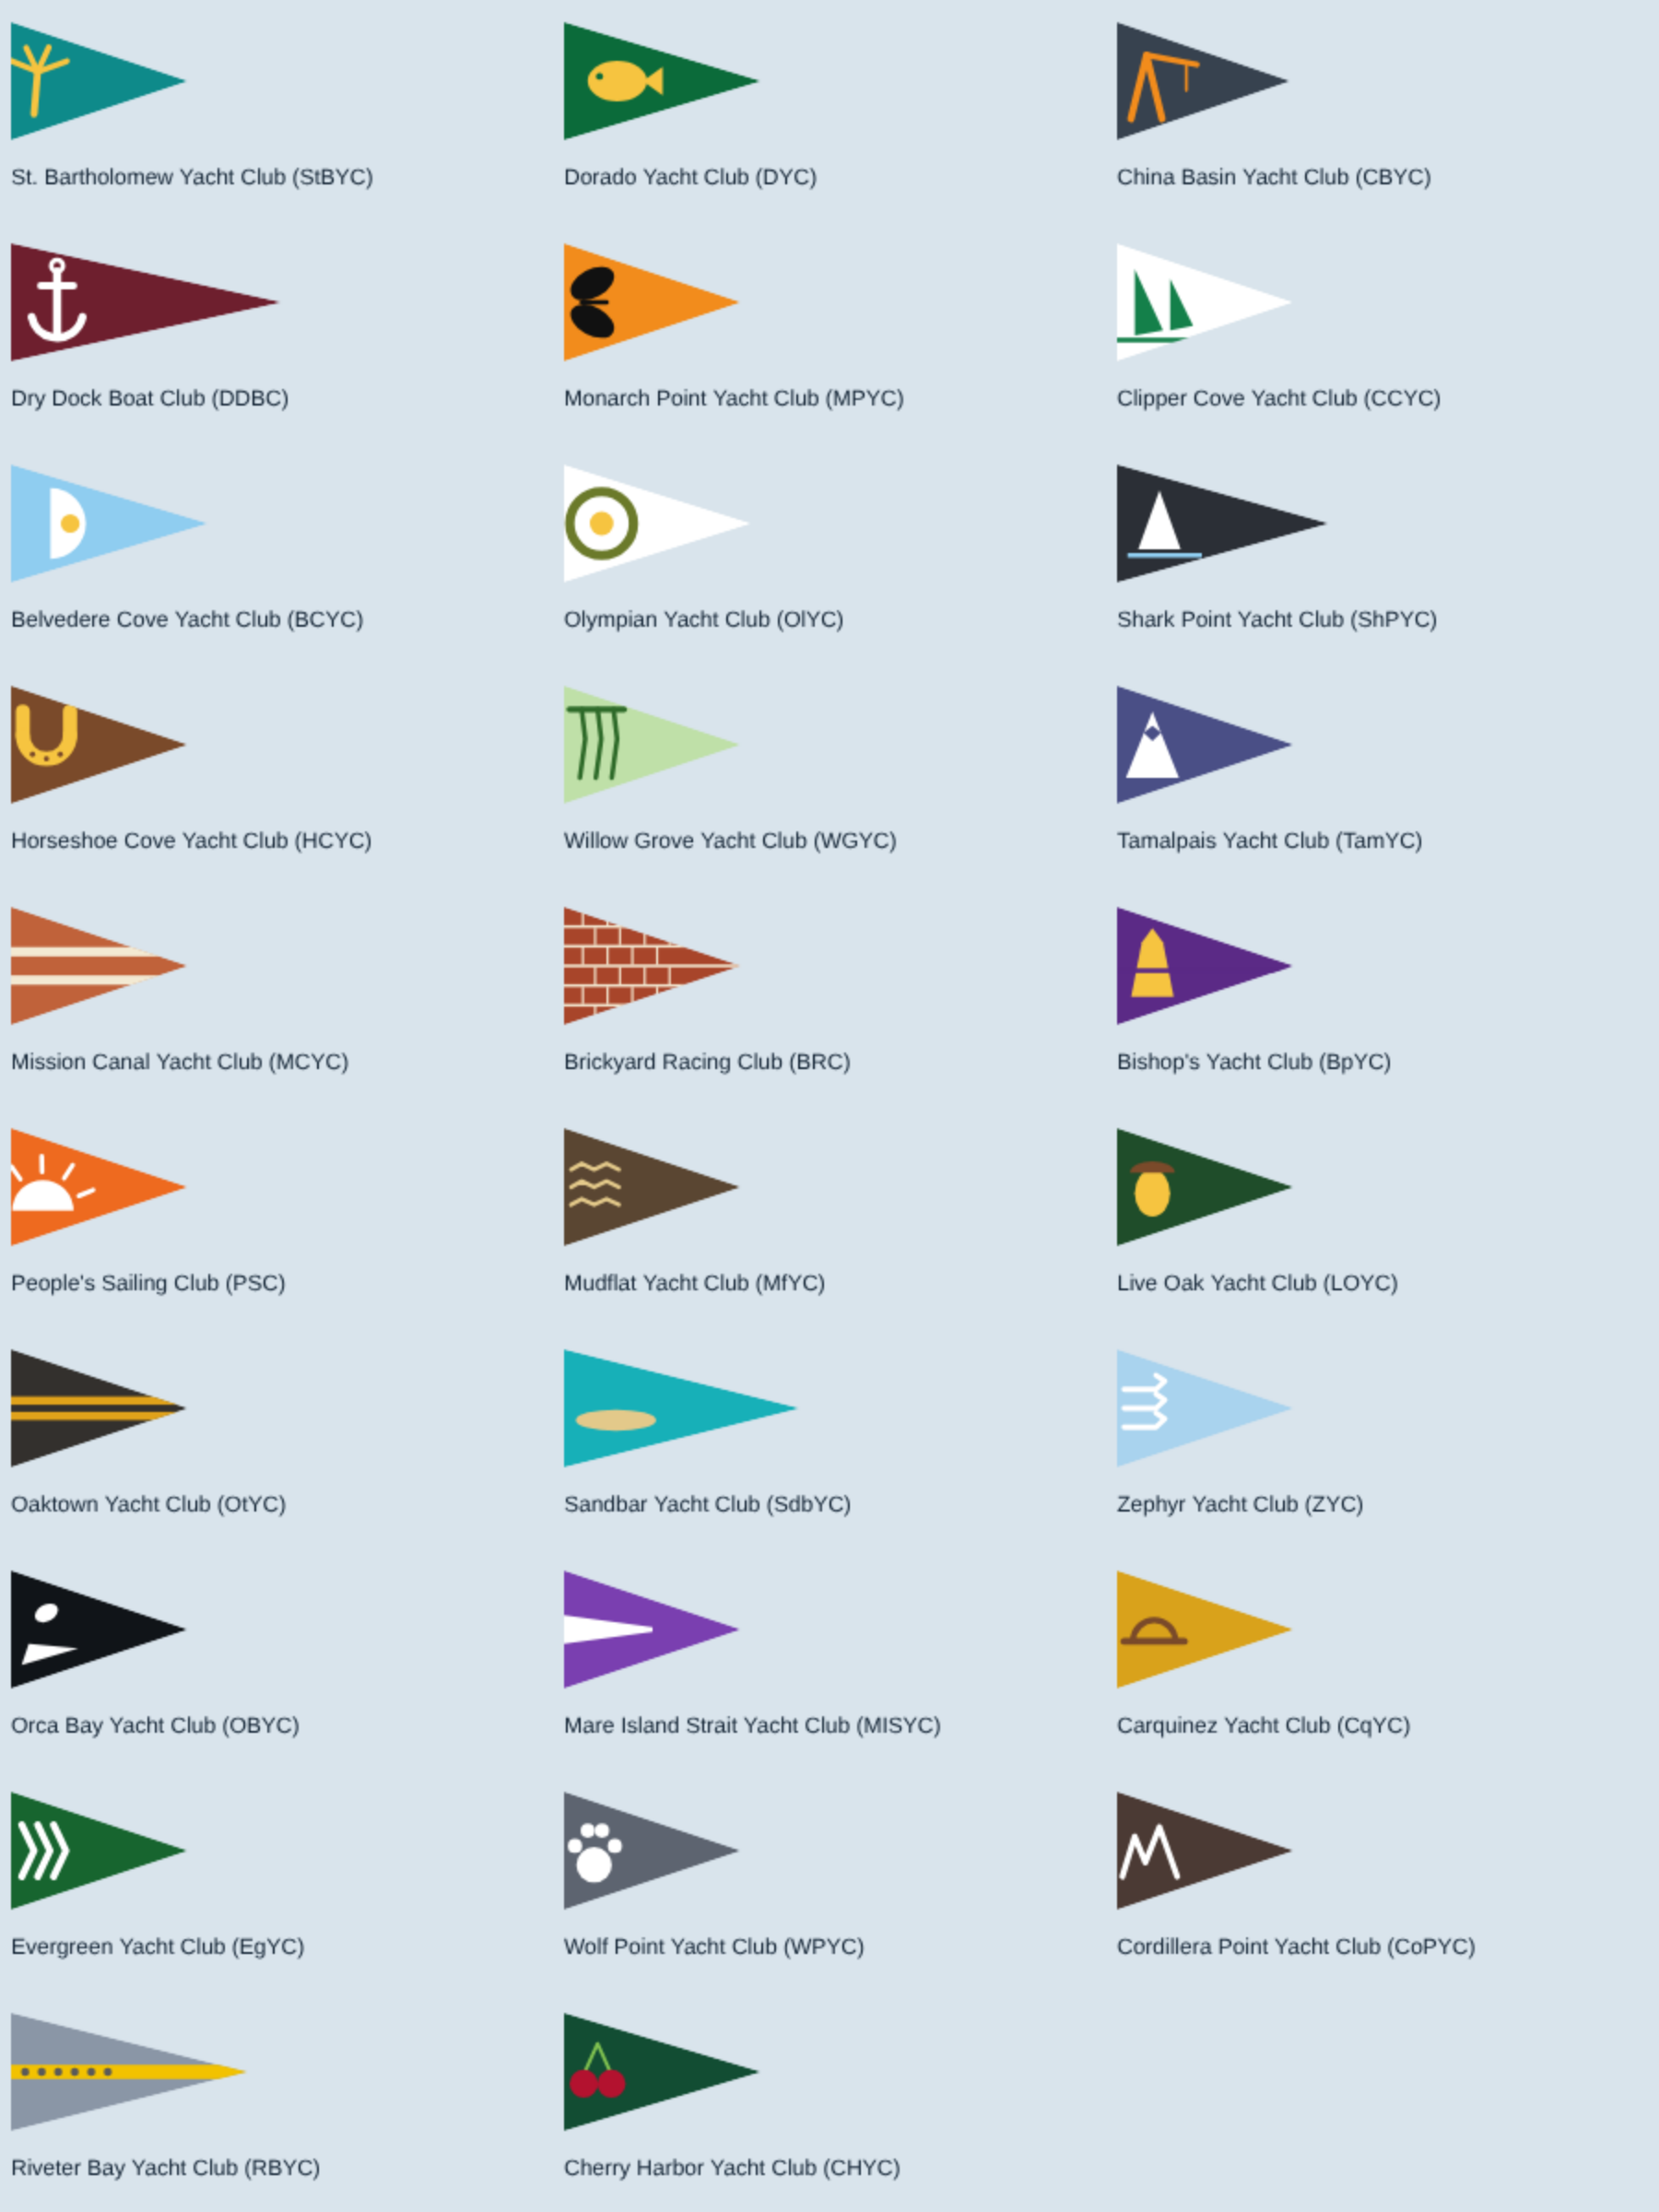 St. Bartholomew Yacht Club (StBYC)
Dorado Yacht Club (DYC)
China Basin Yacht Club (CBYC)
Dry Dock Boat Club (DDBC)
Monarch Point Yacht Club (MPYC)
Clipper Cove Yacht Club (CCYC)
Belvedere Cove Yacht Club (BCYC)
Olympian Yacht Club (OlYC)
Shark Point Yacht Club (ShPYC)
Horseshoe Cove Yacht Club (HCYC)
Willow Grove Yacht Club (WGYC)
Tamalpais Yacht Club (TamYC)
Mission Canal Yacht Club (MCYC)
Brickyard Racing Club (BRC)
Bishop's Yacht Club (BpYC)
People's Sailing Club (PSC)
Mudflat Yacht Club (MfYC)
Live Oak Yacht Club (LOYC)
Oaktown Yacht Club (OtYC)
Sandbar Yacht Club (SdbYC)
Zephyr Yacht Club (ZYC)
Orca Bay Yacht Club (OBYC)
Mare Island Strait Yacht Club (MISYC)
Carquinez Yacht Club (CqYC)
Evergreen Yacht Club (EgYC)
Wolf Point Yacht Club (WPYC)
Cordillera Point Yacht Club (CoPYC)
Riveter Bay Yacht Club (RBYC)
Cherry Harbor Yacht Club (CHYC)